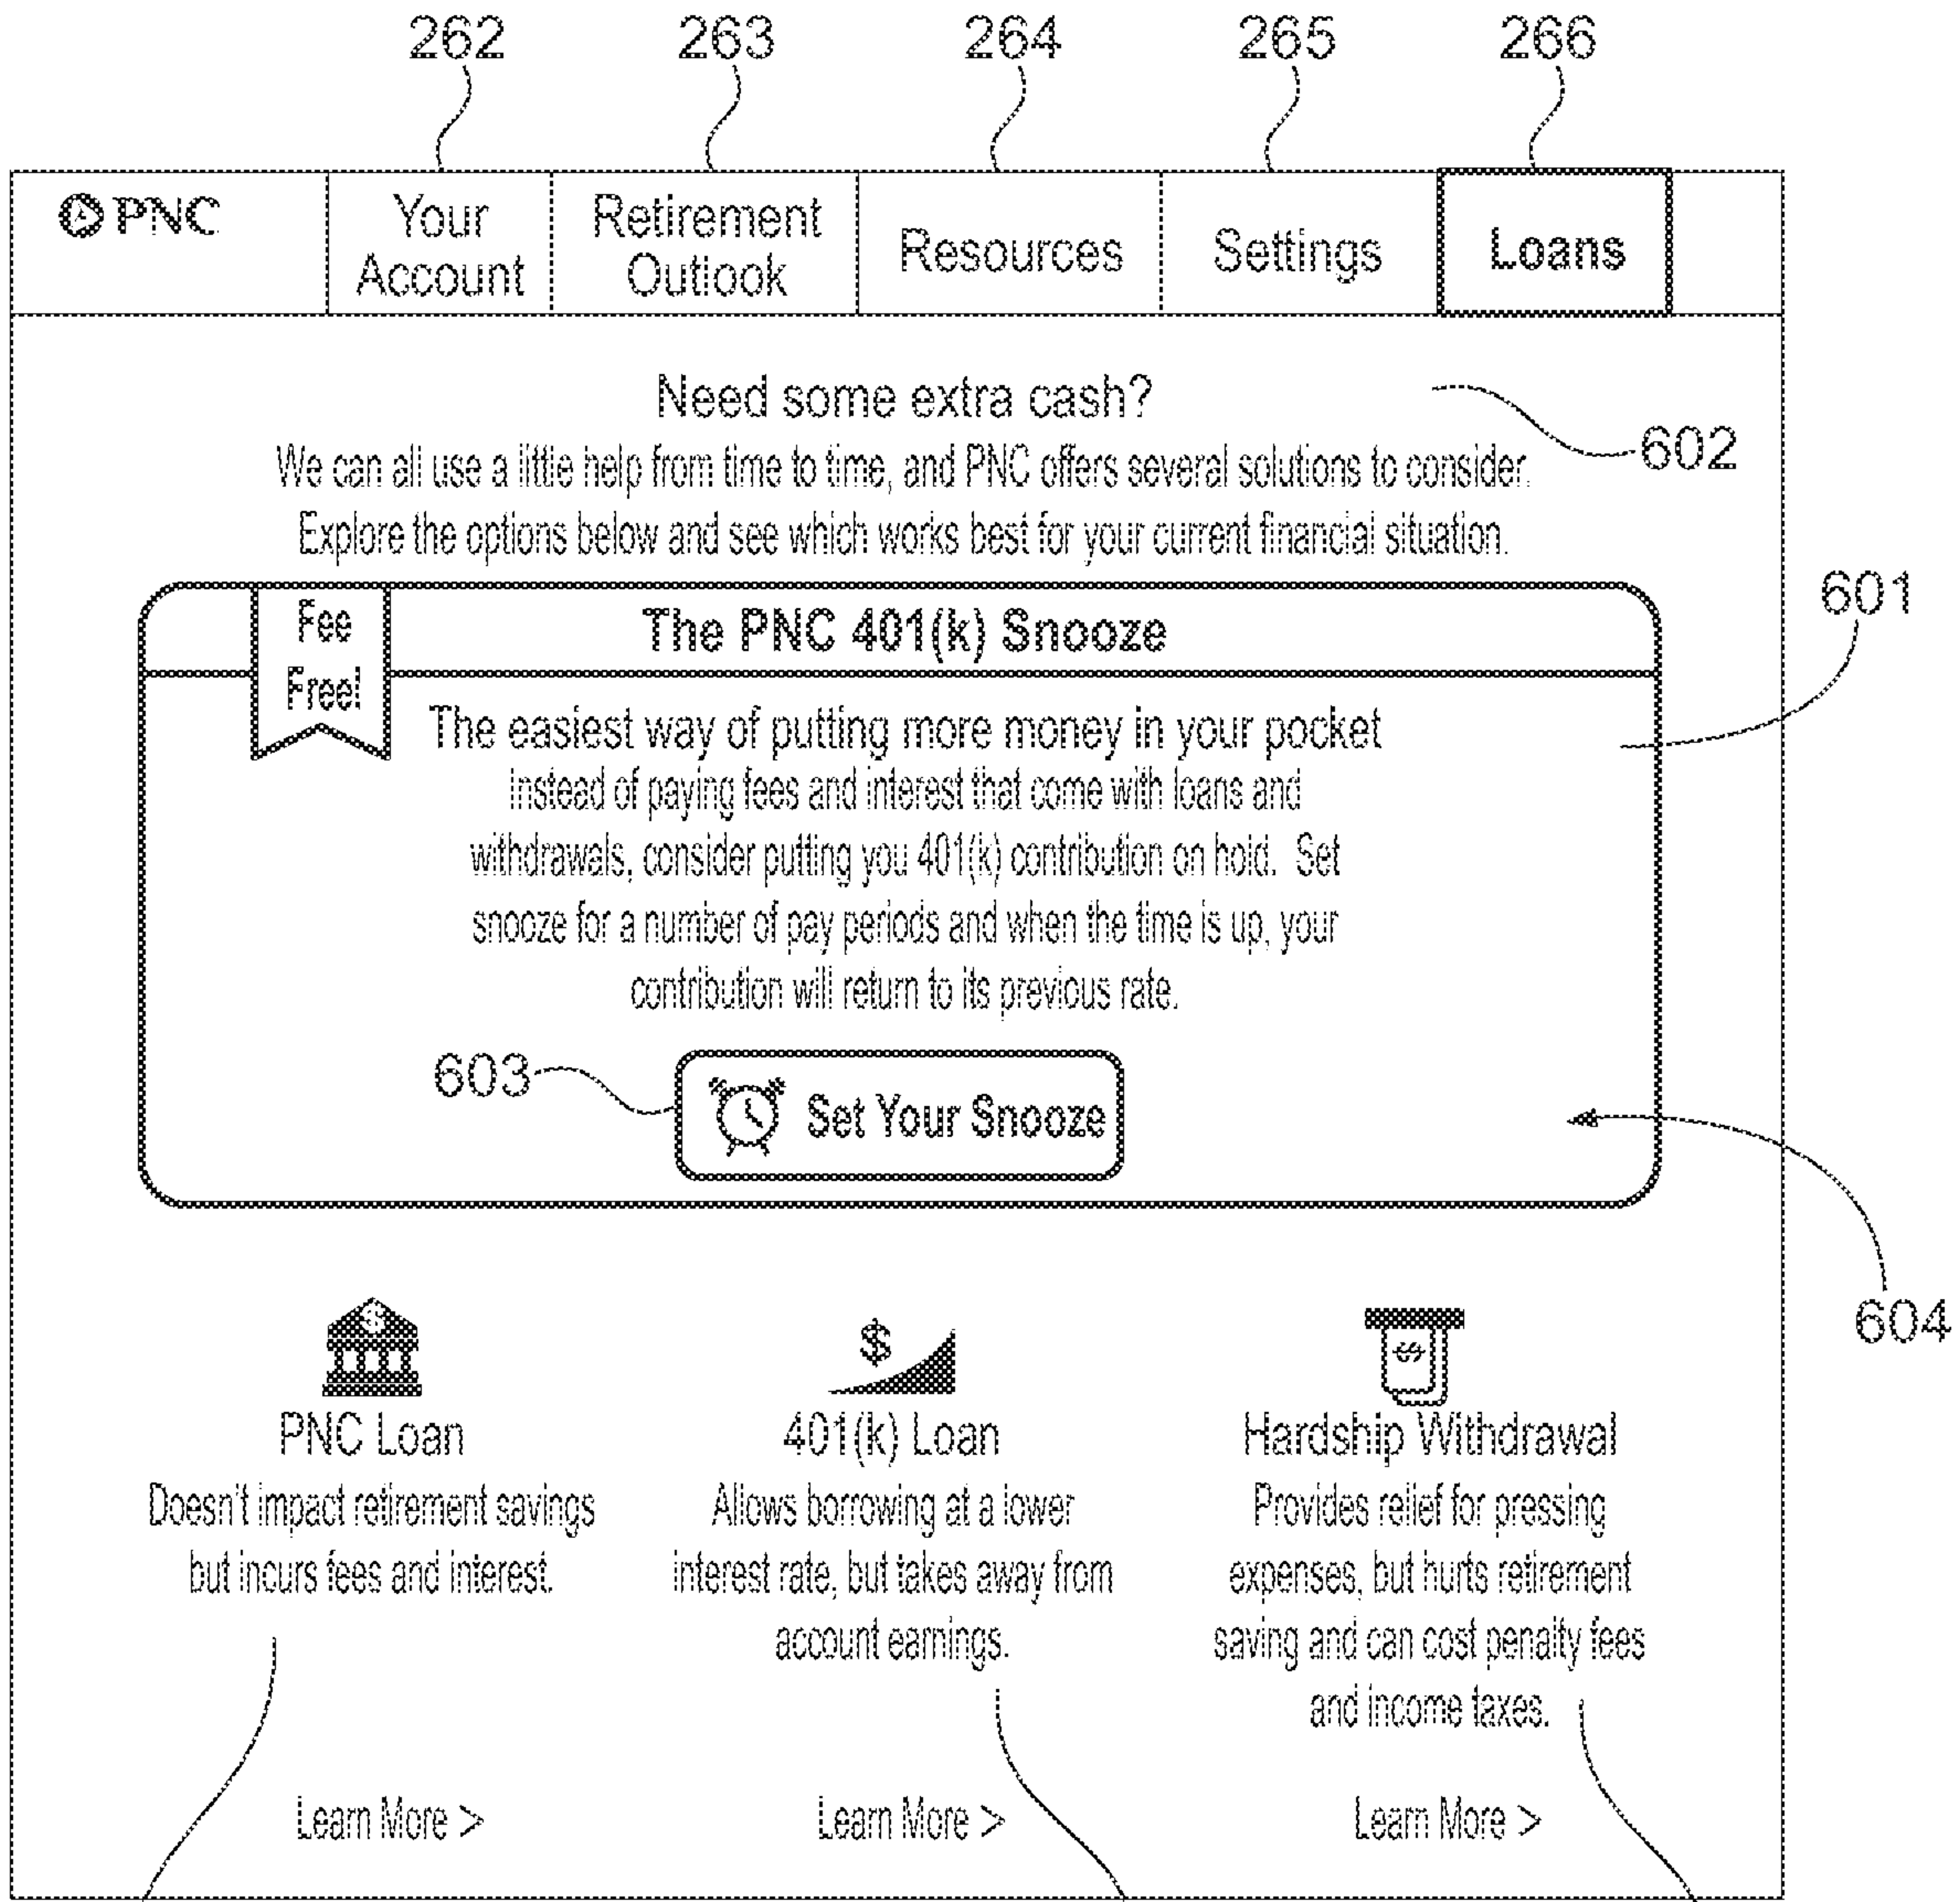 262 263 264 265 266
PNC
Your
Account
Retirement
Outlook
Resources
Settings
Loans
Need some extra cash?
602
We can all use a little help from time to time, and PNC offers several solutions to consider.
Explore the options below and see which works best for your current financial situation.
601
Fee
Free!
The PNC 401(k) Snooze
The easiest way of putting more money in your pocket
Instead of paying fees and interest that come with loans and
withdrawals, consider putting you 401(k) contribution on hold. Set
snooze for a number of pay periods and when the time is up, your
contribution will return to its previous rate.
603
Set Your Snooze
604
$
PNC Loan
Doesn't impact retirement savings
but incurs fees and interest.
Learn More >
$
401(k) Loan
Allows borrowing at a lower
interest rate, but takes away from
account earnings.
Learn More >
$
Hardship Withdrawal
Provides relief for pressing
expenses, but hurts retirement
saving and can cost penalty fees
and income taxes.
Learn More >